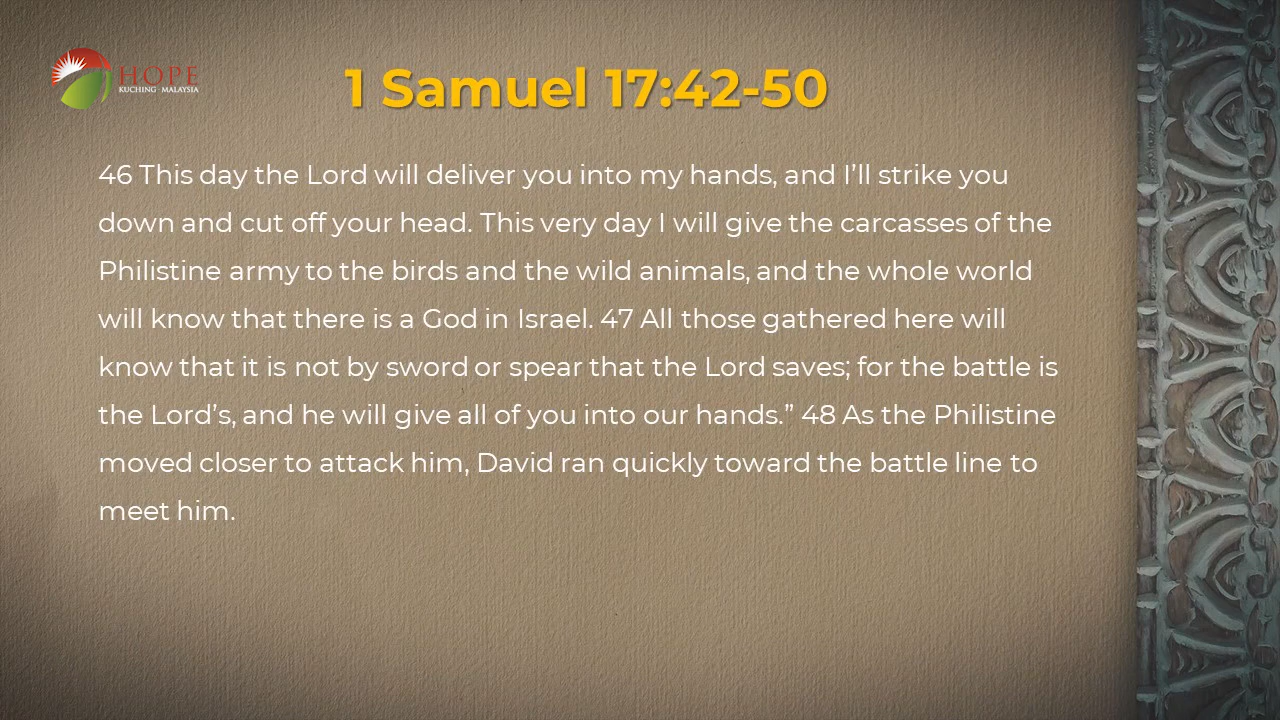 HOPE
KUCHING · MALAYSIA
1 Samuel 17:42-50
46 This day the Lord will deliver you into my hands, and I’ll strike you
down and cut off your head. This very day I will give the carcasses of the
Philistine army to the birds and the wild animals, and the whole world
will know that there is a God in Israel. 47 All those gathered here will
know that it is not by sword or spear that the Lord saves; for the battle is
the Lord’s, and he will give all of you into our hands.” 48 As the Philistine
moved closer to attack him, David ran quickly toward the battle line to
meet him.